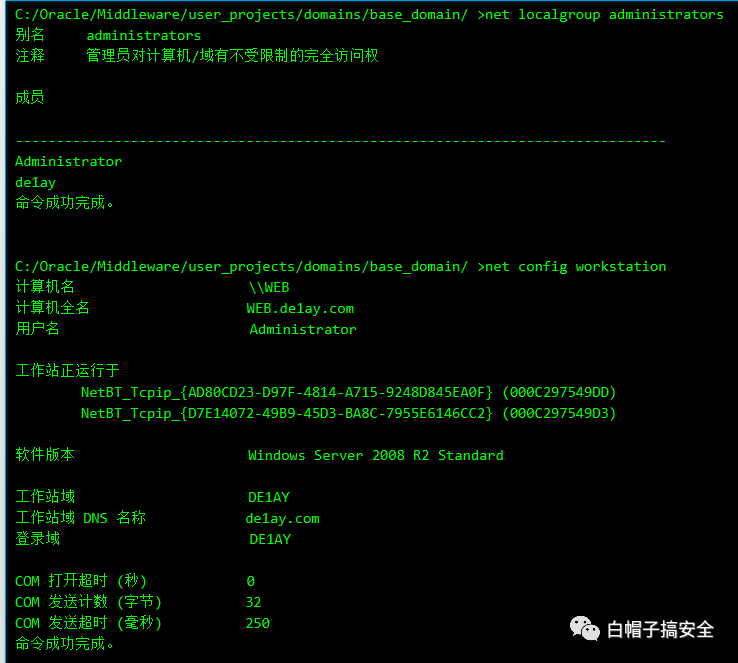 C:/Oracle/Middleware/user_projects/domains/base_domain/ >net localgroup administrators
别名 administrators
注释 管理员对计算机/域有不受限制的完全访问权
成员
-------------------------------------------------------------------------------
Administrator
de1ay
命令成功完成。
C:/Oracle/Middleware/user_projects/domains/base_domain/ >net config workstation
计算机名 \\WEB
计算机全名 WEB.de1ay.com
用户名 Administrator
工作站正运行于
NetBT_Tcpip_{AD80CD23-D97F-4814-A715-9248D845EA0F} (000C297549DD)
NetBT_Tcpip_{D7E14072-49B9-45D3-BA8C-7955E6146CC2} (000C297549D3)
软件版本 Windows Server 2008 R2 Standard
工作站域 DE1AY
工作站域 DNS 名称 de1ay.com
登录域 DE1AY
COM 打开超时 (秒) 0
COM 发送计数 (字节) 32
COM 发送超时 (毫秒) 250
命令成功完成。
白帽子搞安全